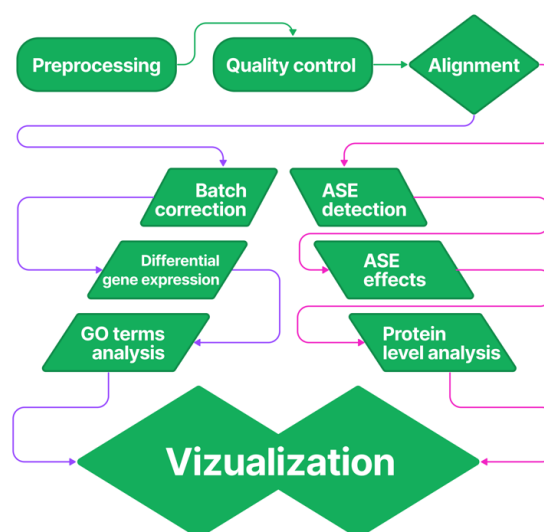 Preprocessing
Quality control
Alignment
Batch
correction
ASE
detection
Differential
gene expression
ASE
effects
GO terms
analysis
Protein
level analysis
Vizualization